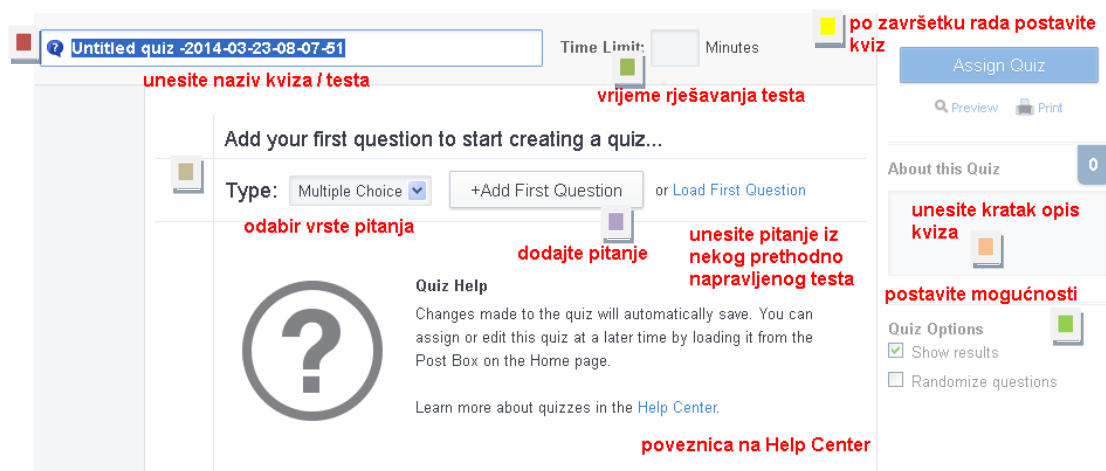 po završetku rada postavite
kviz
Untitled quiz -2014-03-23-08-07-51
Time Limit:
Minutes
Assign Quiz
unesite naziv kviza / testa
vrijeme rješavanja testa
Preview
Print
Add your first question to start creating a quiz...
About this Quiz
0
Type:
Multiple Choice
+Add First Question
or Load First Question
unesite kratak opis
kviza
odabir vrste pitanja
dodajte pitanje
unesite pitanje iz
nekog prethodno
napravljenog testa
postavite mogućnosti
Quiz Help
Changes made to the quiz will automatically save. You can
assign or edit this quiz at a later time by loading it from the
Post Box on the Home page.
Quiz Options
Show results
Randomize questions
Learn more about quizzes in the Help Center.
poveznica na Help Center